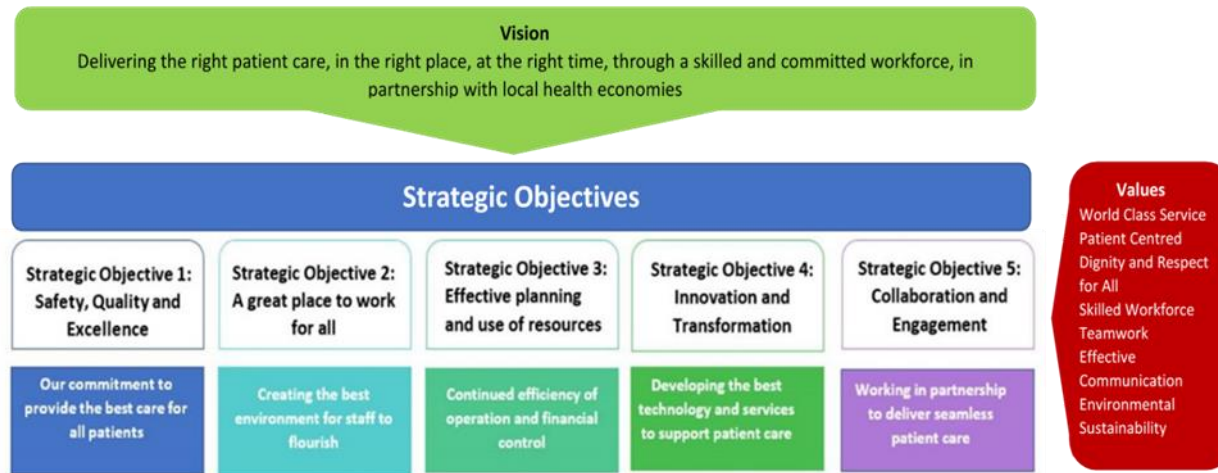 Vision
Delivering the right patient care, in the right place, at the right time, through a skilled and committed workforce, in
partnership with local health economies
Strategic Objectives
Strategic Objective 1:
Safety, Quality and
Excellence
Our commitment to
provide the best care for
all patients
Strategic Objective 2:
A great place to work
for all
Creating the best
environment for staff to
flourish
Strategic Objective 3:
Effective planning
and use of resources
Continued efficiency of
operation and financial
control
Strategic Objective 4:
Innovation and
Transformation
Developing the best
technology and services
to support patient care
Strategic Objective 5:
Collaboration and
Engagement
Working in partnership
to deliver seamless
patient care
Values
World Class Service
Patient Centred
Dignity and Respect
for All
Skilled Workforce
Teamwork
Effective
Communication
Environmental
Sustainability